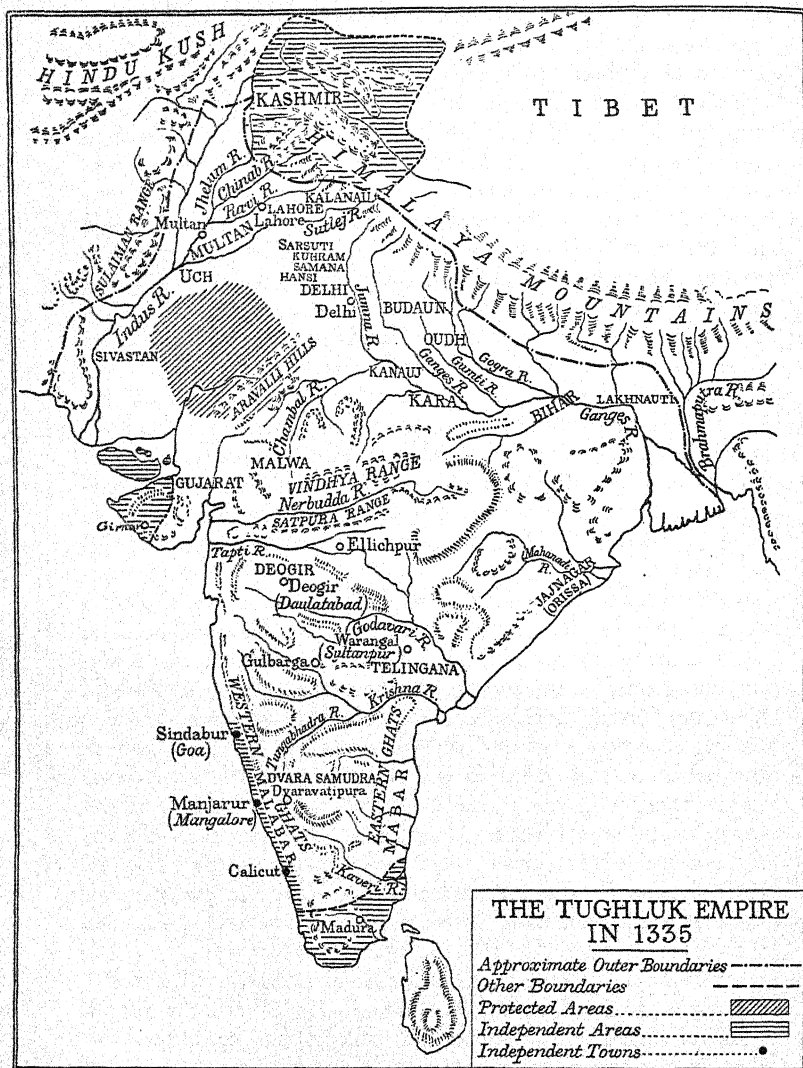 HINDU KUSH
KASHMIR
TIBET
HIMALAYA MOUNTAINS
SULAIMAN RANGE
Jhelum R.
Chinab R.
Ravi R.
LAHORE
Lahore
KALANAUR
Sutlej R.
Multan
MULTAN
UCH
Indus R.
SIVASTAN
SARSUTI
KUHRAM
SAMANA
HANSI
DELHI
Delhi
Jumna R.
BUDAUN
OUDH
Gogra R.
Gumti R.
Ganges R.
KANAUJ
KARA
BIHAR
LAKHNAUTI
Ganges R.
Brahmaputra R.
ARAVALLI HILLS
Chambal R.
MALWA
GUJARAT
Girnar
VINDHYA RANGE
Nerbudda R.
SATPURA RANGE
Tapti R.
Ellichpur
DEOGIR
Deogir
(Daulatabad)
Mahanadi R.
JAJNAGAR
(ORISSA)
Godavari R.
Warangal
(Sultanpur)
TELINGANA
Gulbarga
Krishna R.
Tungabhadra R.
WESTERN GHATS
EASTERN GHATS
Sindabur
(Goa)
DVARA SAMUDRA
Dvaravatipura
MABAR
MALABAR
Manjarur
(Mangalore)
Calicut
Kaveri R.
Madura
THE TUGHLUK EMPIRE
IN 1335
Approximate Outer Boundaries
Other Boundaries
Protected Areas
Independent Areas
Independent Towns